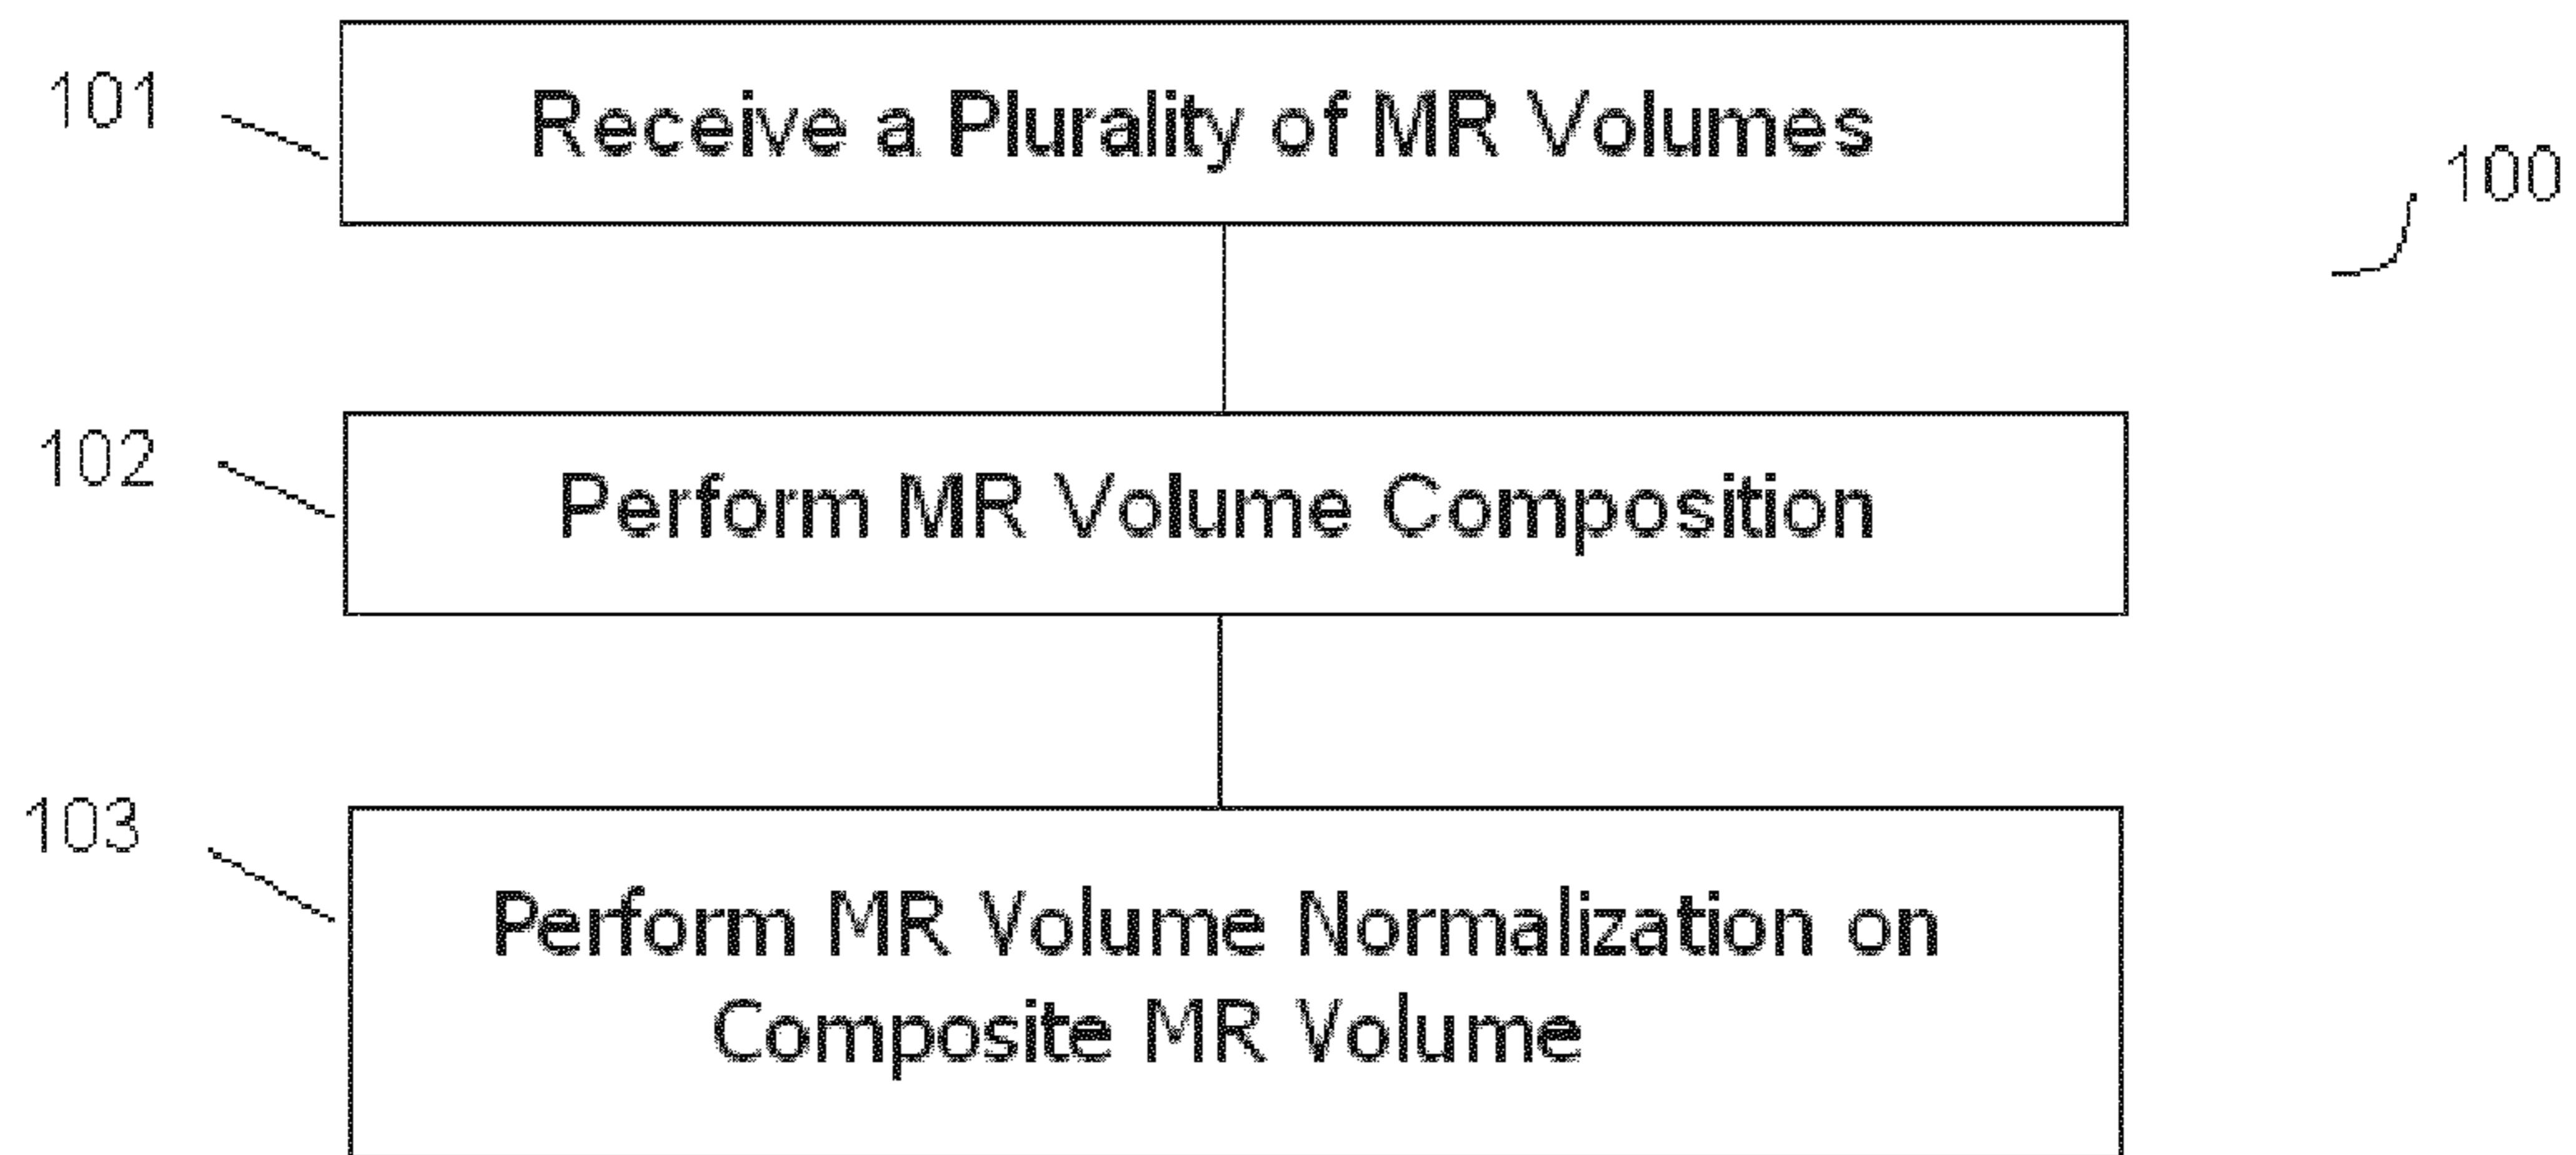 101
Receive a Plurality of MR Volumes
100
102
Perform MR Volume Composition
103
Perform MR Volume Normalization on
Composite MR Volume